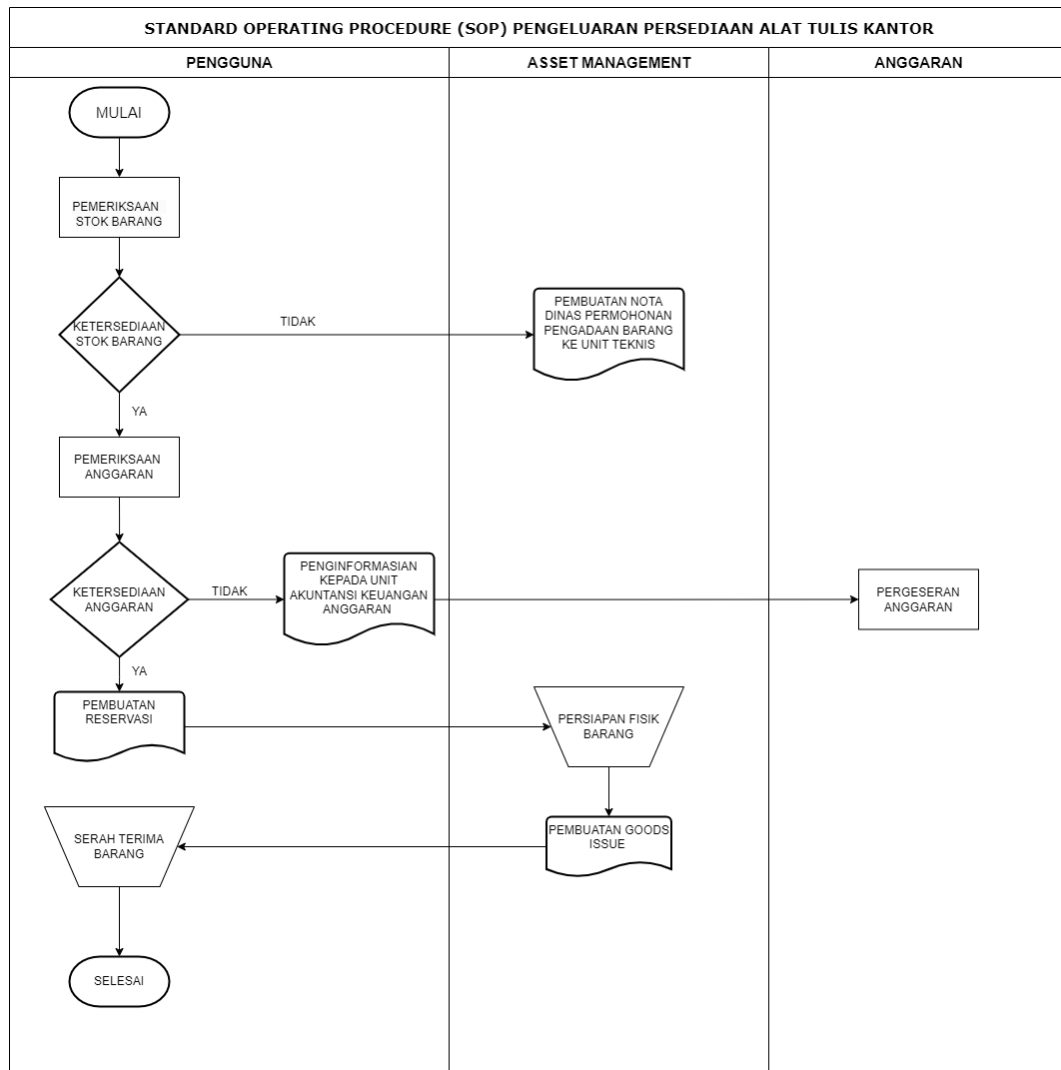 STANDARD OPERATING PROCEDURE (SOP) PENGELUARAN PERSEDIAAN ALAT TULIS KANTOR
PENGGUNA
ASSET MANAGEMENT
ANGGARAN
MULAI
PEMERIKSAAN
STOK BARANG
KETERSEDIAAN
STOK BARANG
TIDAK
PEMBUATAN NOTA
DINAS PERMOHONAN
PENGADAAN BARANG
KE UNIT TEKNIS
YA
PEMERIKSAAN
ANGGARAN
KETERSEDIAAN
ANGGARAN
TIDAK
PENGINFORMASIAN
KEPADA UNIT
AKUNTANSI KEUANGAN
ANGGARAN
PERGESERAN
ANGGARAN
YA
PEMBUATAN
RESERVASI
PERSIAPAN FISIK
BARANG
PEMBUATAN GOODS
ISSUE
SERAH TERIMA
BARANG
SELESAI